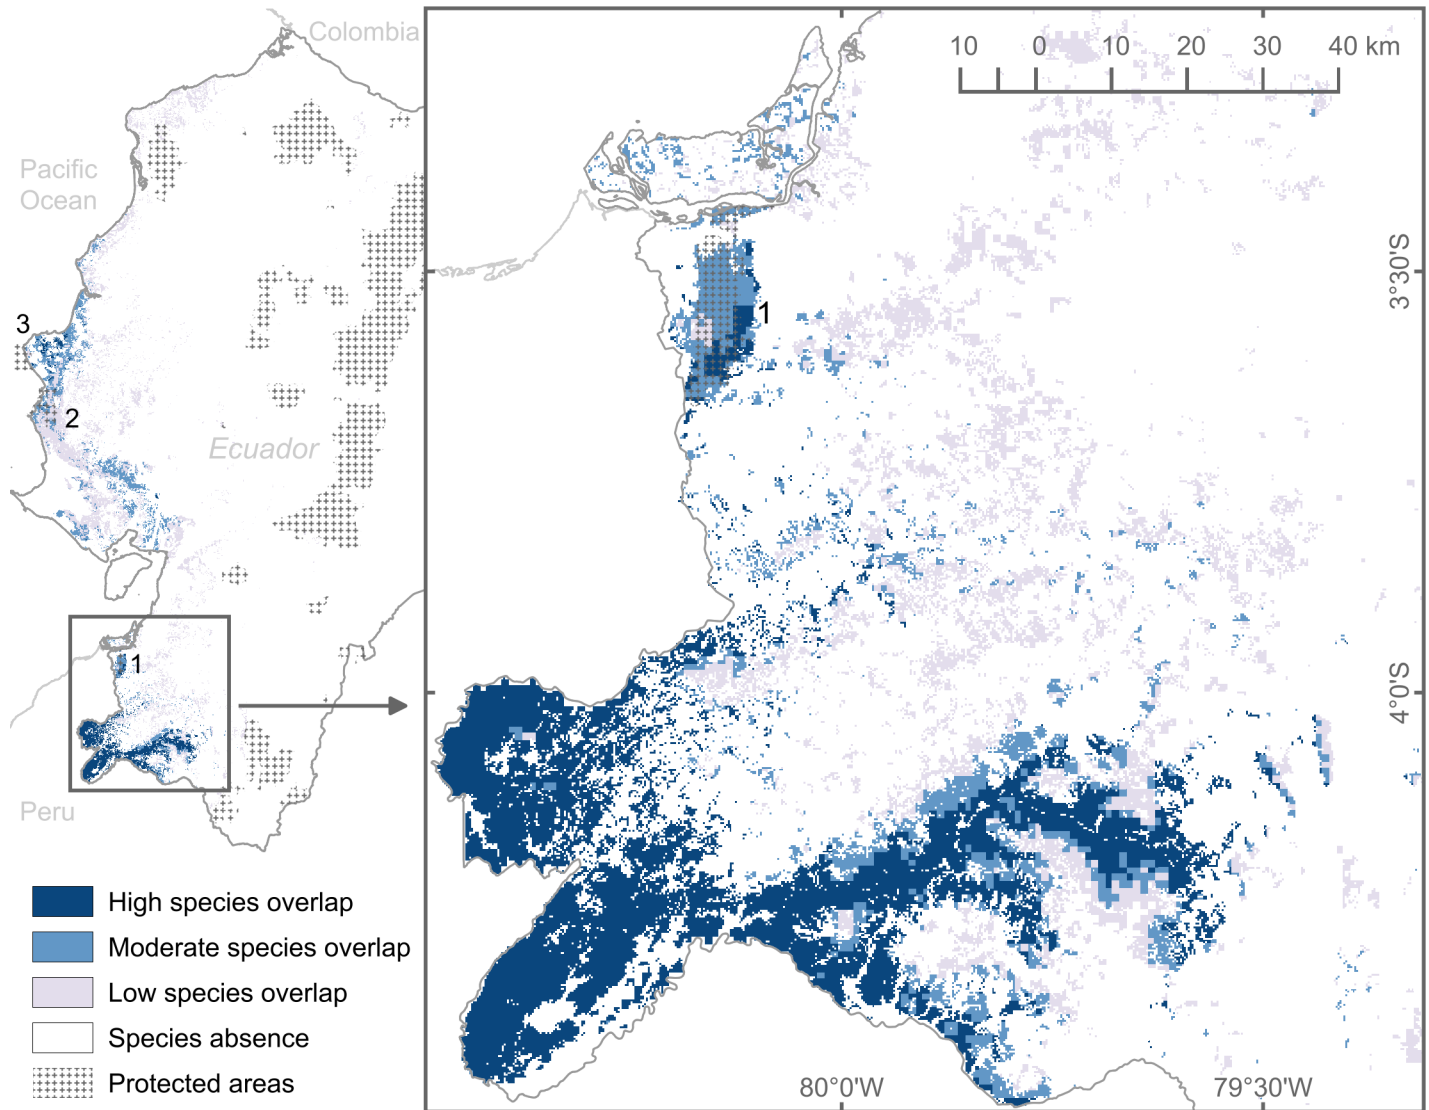 Colombia
Pacific
Ocean
3
2
Ecuador
1
Peru
High species overlap
Moderate species overlap
Low species overlap
Species absence
Protected areas
10 0 10 20 30 40 km
1
3°30'S
4°0'S
80°0'W
79°30'W